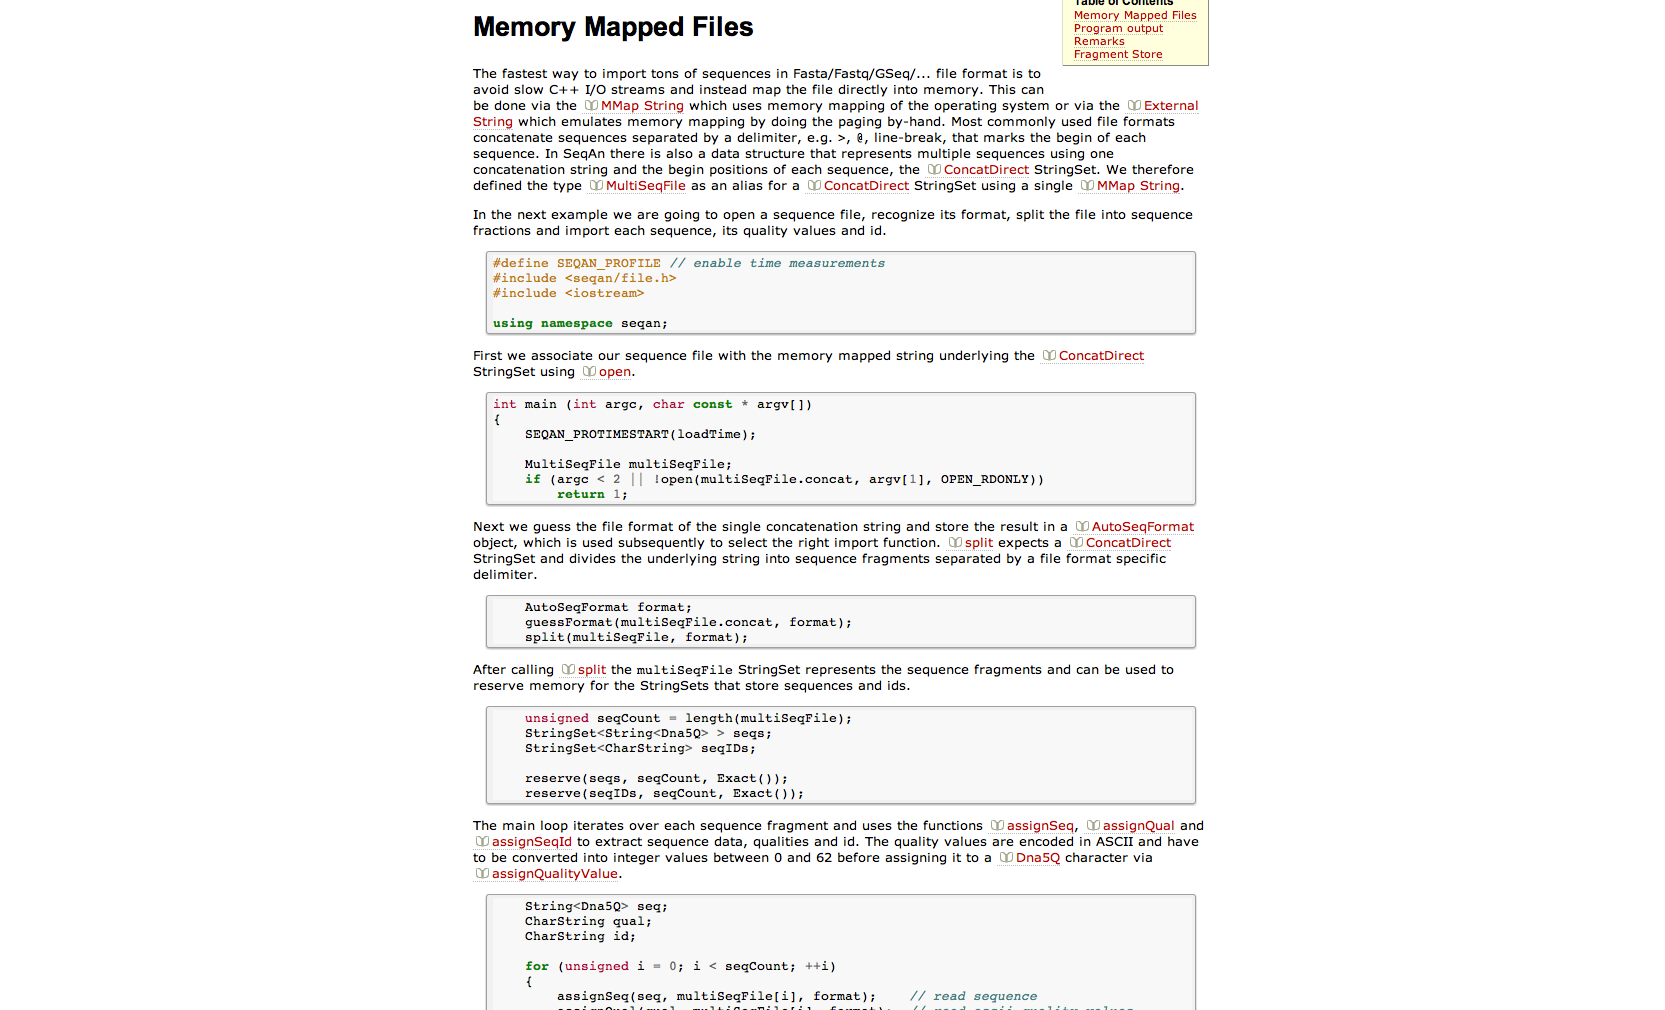 Table of Contents
Memory Mapped Files
Program output
Remarks
Fragment Store
Memory Mapped Files
The fastest way to import tons of sequences in Fasta/Fastq/GSeq/... file format is to
avoid slow C++ I/O streams and instead map the file directly into memory. This can
be done via the MMap String which uses memory mapping of the operating system or via the External
String which emulates memory mapping by doing the paging by-hand. Most commonly used file formats
concatenate sequences separated by a delimiter, e.g. >, @, line-break, that marks the begin of each
sequence. In SeqAn there is also a data structure that represents multiple sequences using one
concatenation string and the begin positions of each sequence, the ConcatDirect StringSet. We therefore
defined the type MultiSeqFile as an alias for a ConcatDirect StringSet using a single MMap String.
In the next example we are going to open a sequence file, recognize its format, split the file into sequence
fractions and import each sequence, its quality values and id.
#define SEQAN_PROFILE // enable time measurements
#include <seqan/file.h>
#include <iostream>
using namespace seqan;
First we associate our sequence file with the memory mapped string underlying the ConcatDirect
StringSet using open.
int main (int argc, char const * argv[])
{
SEQAN_PROTIMESTART(loadTime);
MultiSeqFile multiSeqFile;
if (argc < 2 || !open(multiSeqFile.concat, argv[1], OPEN_RDONLY))
return 1;
Next we guess the file format of the single concatenation string and store the result in a AutoSeqFormat
object, which is used subsequently to select the right import function. split expects a ConcatDirect
StringSet and divides the underlying string into sequence fragments separated by a file format specific
delimiter.
AutoSeqFormat format;
guessFormat(multiSeqFile.concat, format);
split(multiSeqFile, format);
After calling split the multiSeqFile StringSet represents the sequence fragments and can be used to
reserve memory for the StringSets that store sequences and ids.
unsigned seqCount = length(multiSeqFile);
StringSet<String<Dna5Q> > seqs;
StringSet<CharString> seqIDs;
reserve(seqs, seqCount, Exact());
reserve(seqIDs, seqCount, Exact());
The main loop iterates over each sequence fragment and uses the functions assignSeq, assignQual and
assignSeqId to extract sequence data, qualities and id. The quality values are encoded in ASCII and have
to be converted into integer values between 0 and 62 before assigning it to a Dna5Q character via
assignQualityValue.
String<Dna5Q> seq;
CharString qual;
CharString id;
for (unsigned i = 0; i < seqCount; ++i)
{
assignSeq(seq, multiSeqFile[i], format); // read sequence